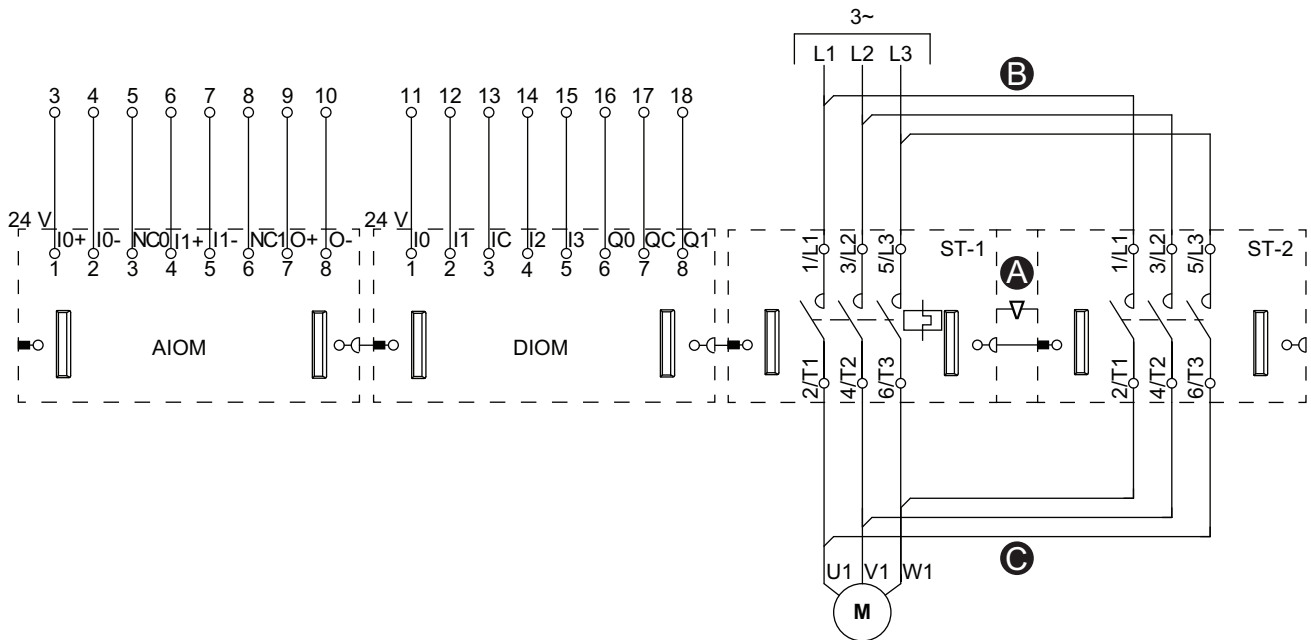 3~
L1 L2 L3
B
3 4 5 6 7 8 9 10
11 12 13 14 15 16 17 18
24 V
I0+ I0- NC0 I1+ I1- NC1 O+ O-
1 2 3 4 5 6 7 8
24 V
I0 I1 IC I2 I3 Q0 QC Q1
1 2 3 4 5 6 7 8
1/L1 3/L2 5/L3
ST-1
A
1/L1 3/L2 5/L3
ST-2
AIOM
DIOM
2/T1 4/T2 6/T3
2/T1 4/T2 6/T3
C
U1 V1 W1
M